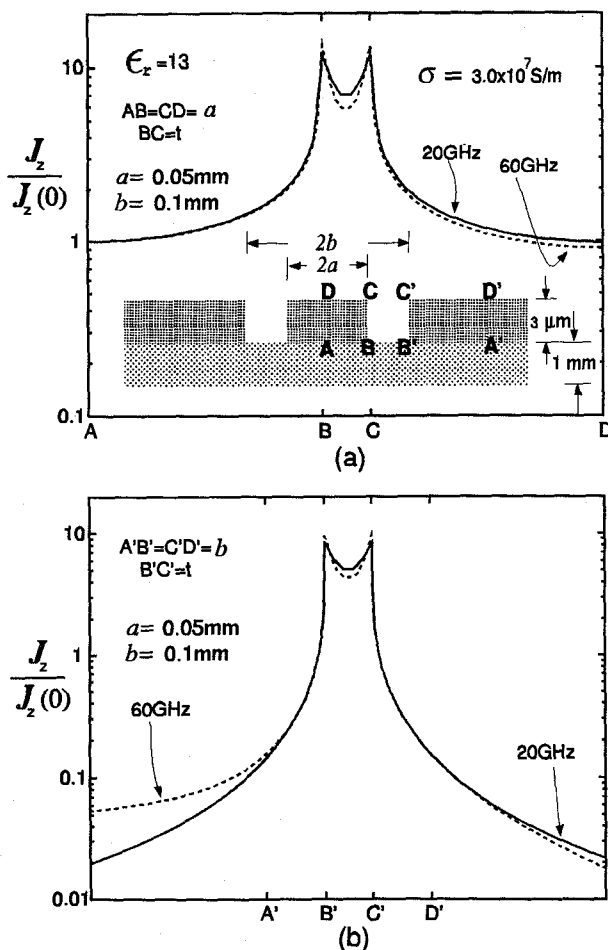 10
1
0.1
J_z
J_z(0)
ϵ_r=13
AB=CD= a
BC=t
a= 0.05mm
b= 0.1mm
σ = 3.0x10^7 S/m
20GHz
60GHz
2b
2a
D C C' D'
A B B' A'
3 μm
1 mm
A B C D
(a)
10
1
0.1
0.01
J_z
J_z(0)
A'B'=C'D'= b
B'C'=t
a= 0.05mm
b= 0.1mm
60GHz
20GHz
A' B' C' D'
(b)